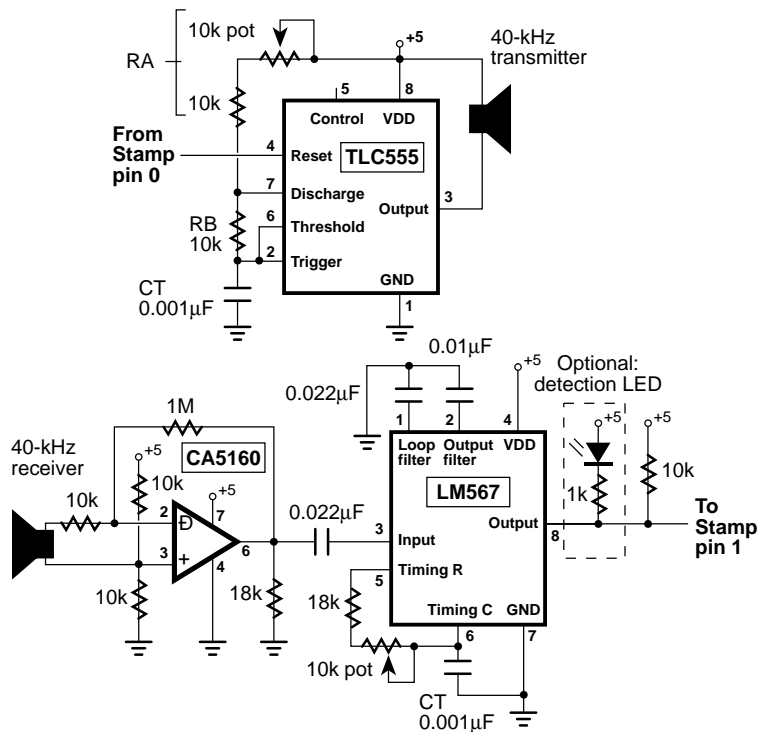 10k pot
+5
40-kHz
transmitter
RA
10k
5
8
Control
VDD
From
Stamp
pin 0
4
Reset
TLC555
7
Discharge
3
Output
RB
10k
6
Threshold
2
Trigger
CT
0.001µF
GND
1
0.01µF
0.022µF
+5
Optional:
detection LED
1M
1
2
4
+5
+5
40-kHz
receiver
+5
CA5160
Loop
filter
Output
filter
VDD
10k
10k
+5
LM567
1k
10k
2
Đ
7
0.022µF
3
Input
Output
8
To
Stamp
pin 1
3
+
6
4
5
Timing R
10k
18k
18k
Timing C
GND
6
7
10k pot
CT
0.001µF